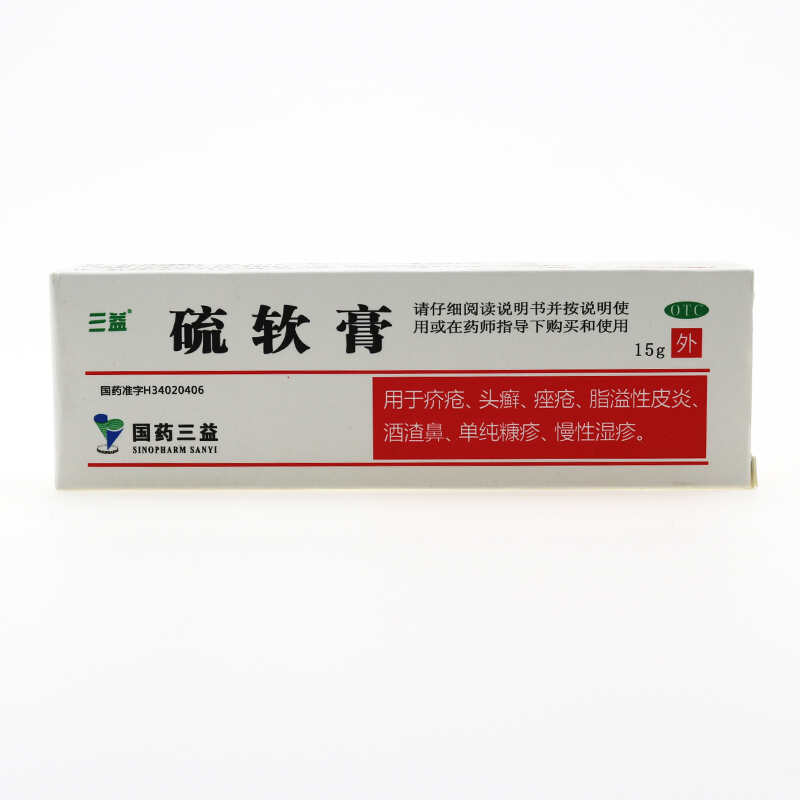 三益
硫软膏
请仔细阅读说明书并按说明使
用或在药师指导下购买和使用
OTC
15g
外
国药准字H34020406
国药三益
SINOPHARM SANYI
用于疥疮、头癣、痤疮、脂溢性皮炎、
酒渣鼻、单纯糠疹、慢性湿疹。